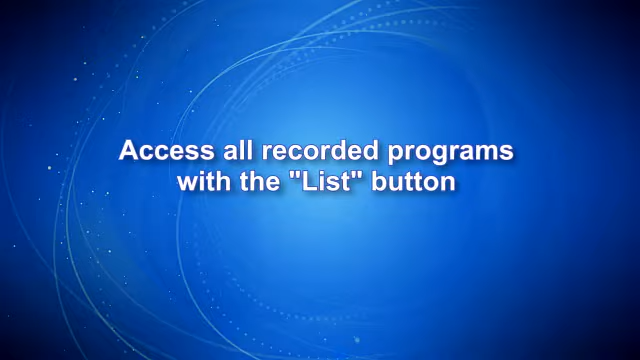 Access all recorded programs
with the "List" button